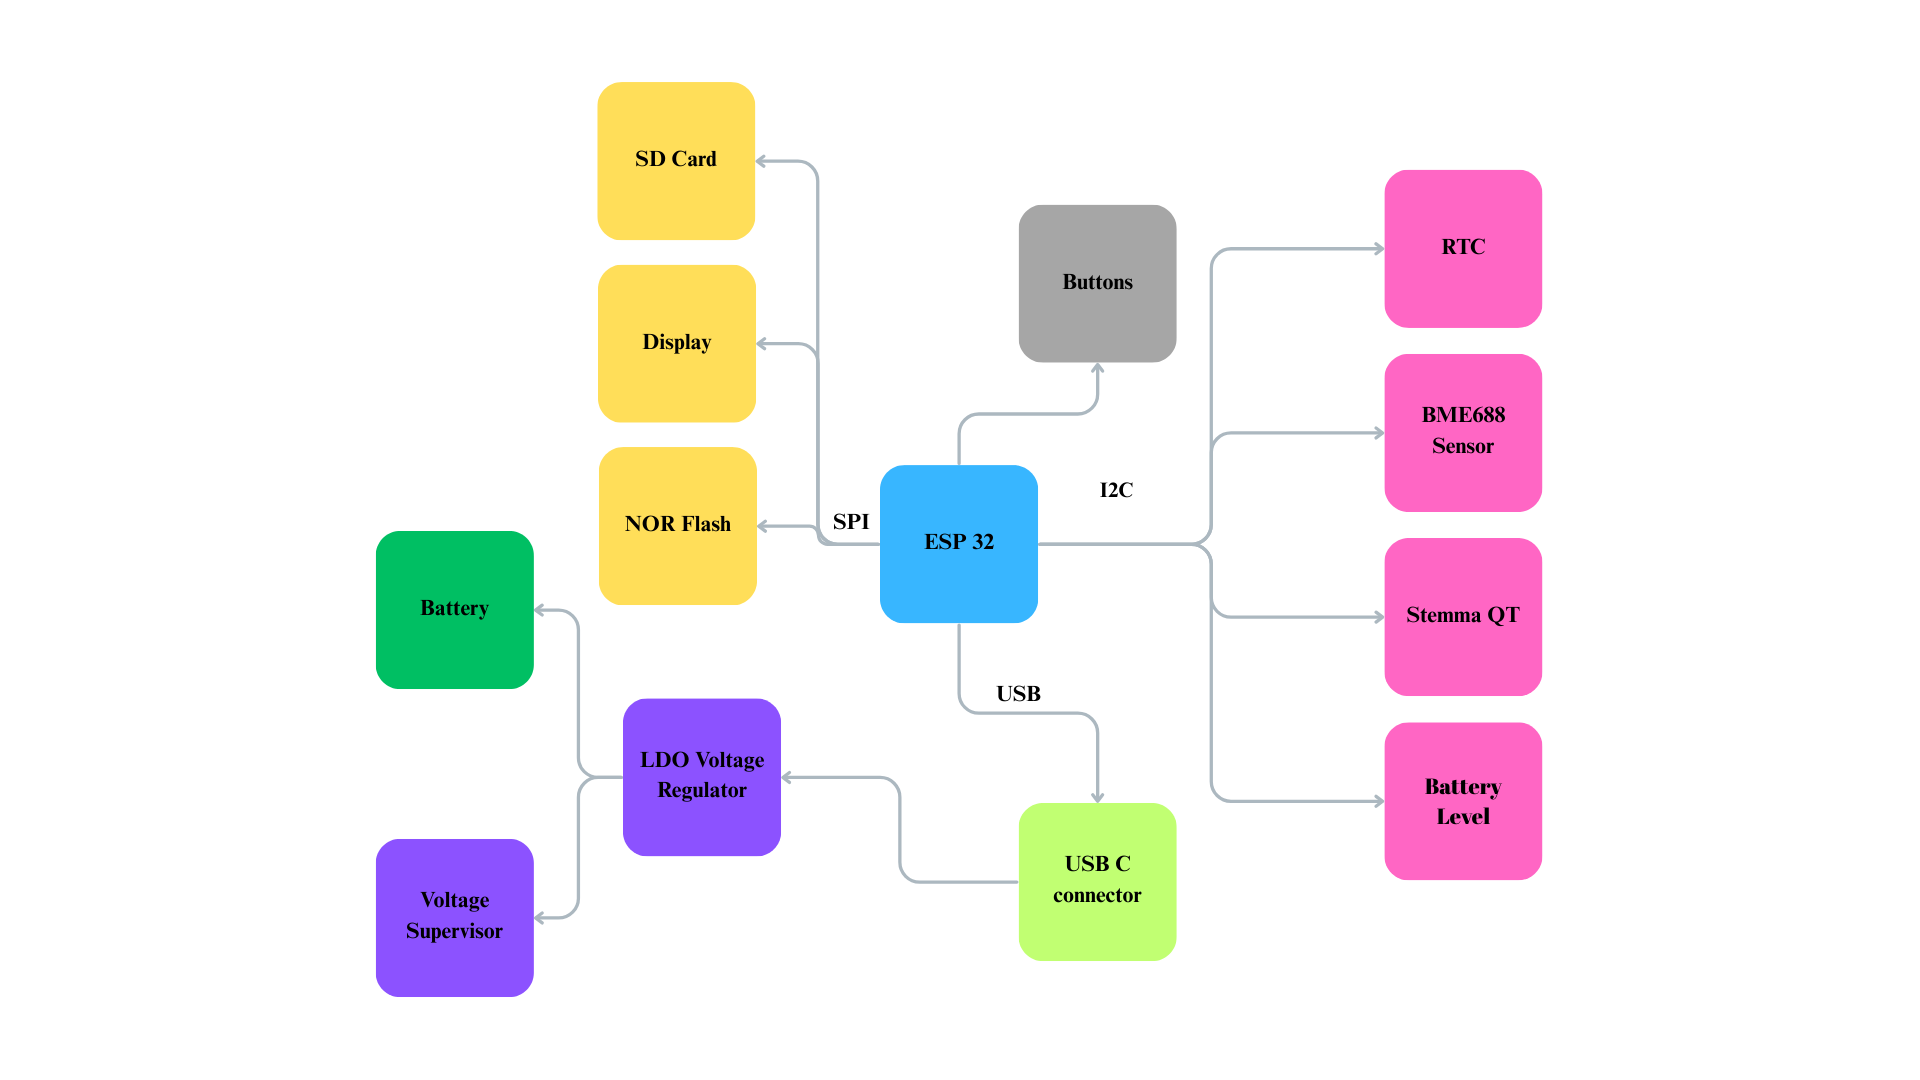 SD Card
RTC
Buttons
Display
BME688
Sensor
I2C
SPI
NOR Flash
ESP 32
Battery
Stemma QT
USB
LDO Voltage
Regulator
Battery
Level
USB C
connector
Voltage
Supervisor